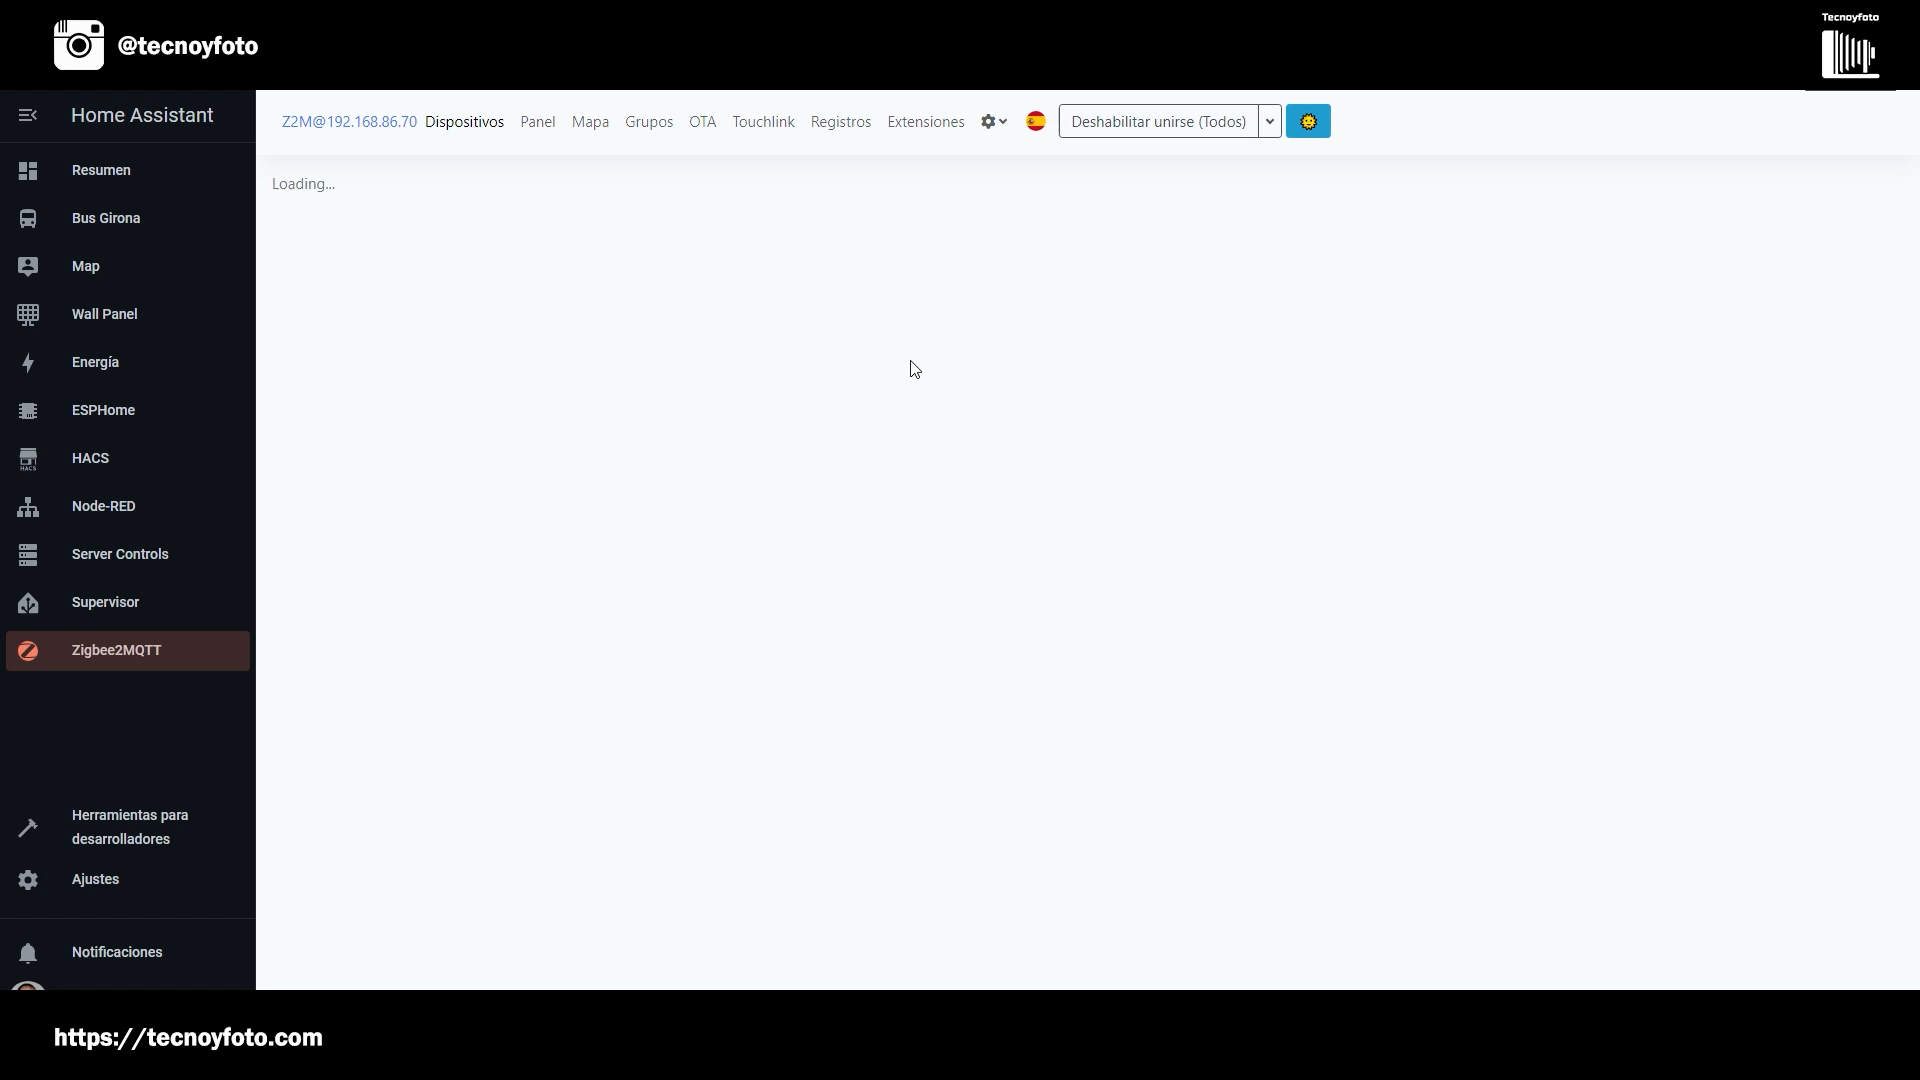 @tecnoyfoto
Tecnoyfoto
Home Assistant
Z2M@192.168.86.70 Dispositivos Panel Mapa Grupos OTA Touchlink Registros Extensiones Deshabilitar unirse (Todos)
Loading...
Resumen
Bus Girona
Map
Wall Panel
Energía
ESPHome
HACS
HACS
Node-RED
Server Controls
Supervisor
Zigbee2MQTT
Herramientas para
desarrolladores
Ajustes
Notificaciones
https://tecnoyfoto.com